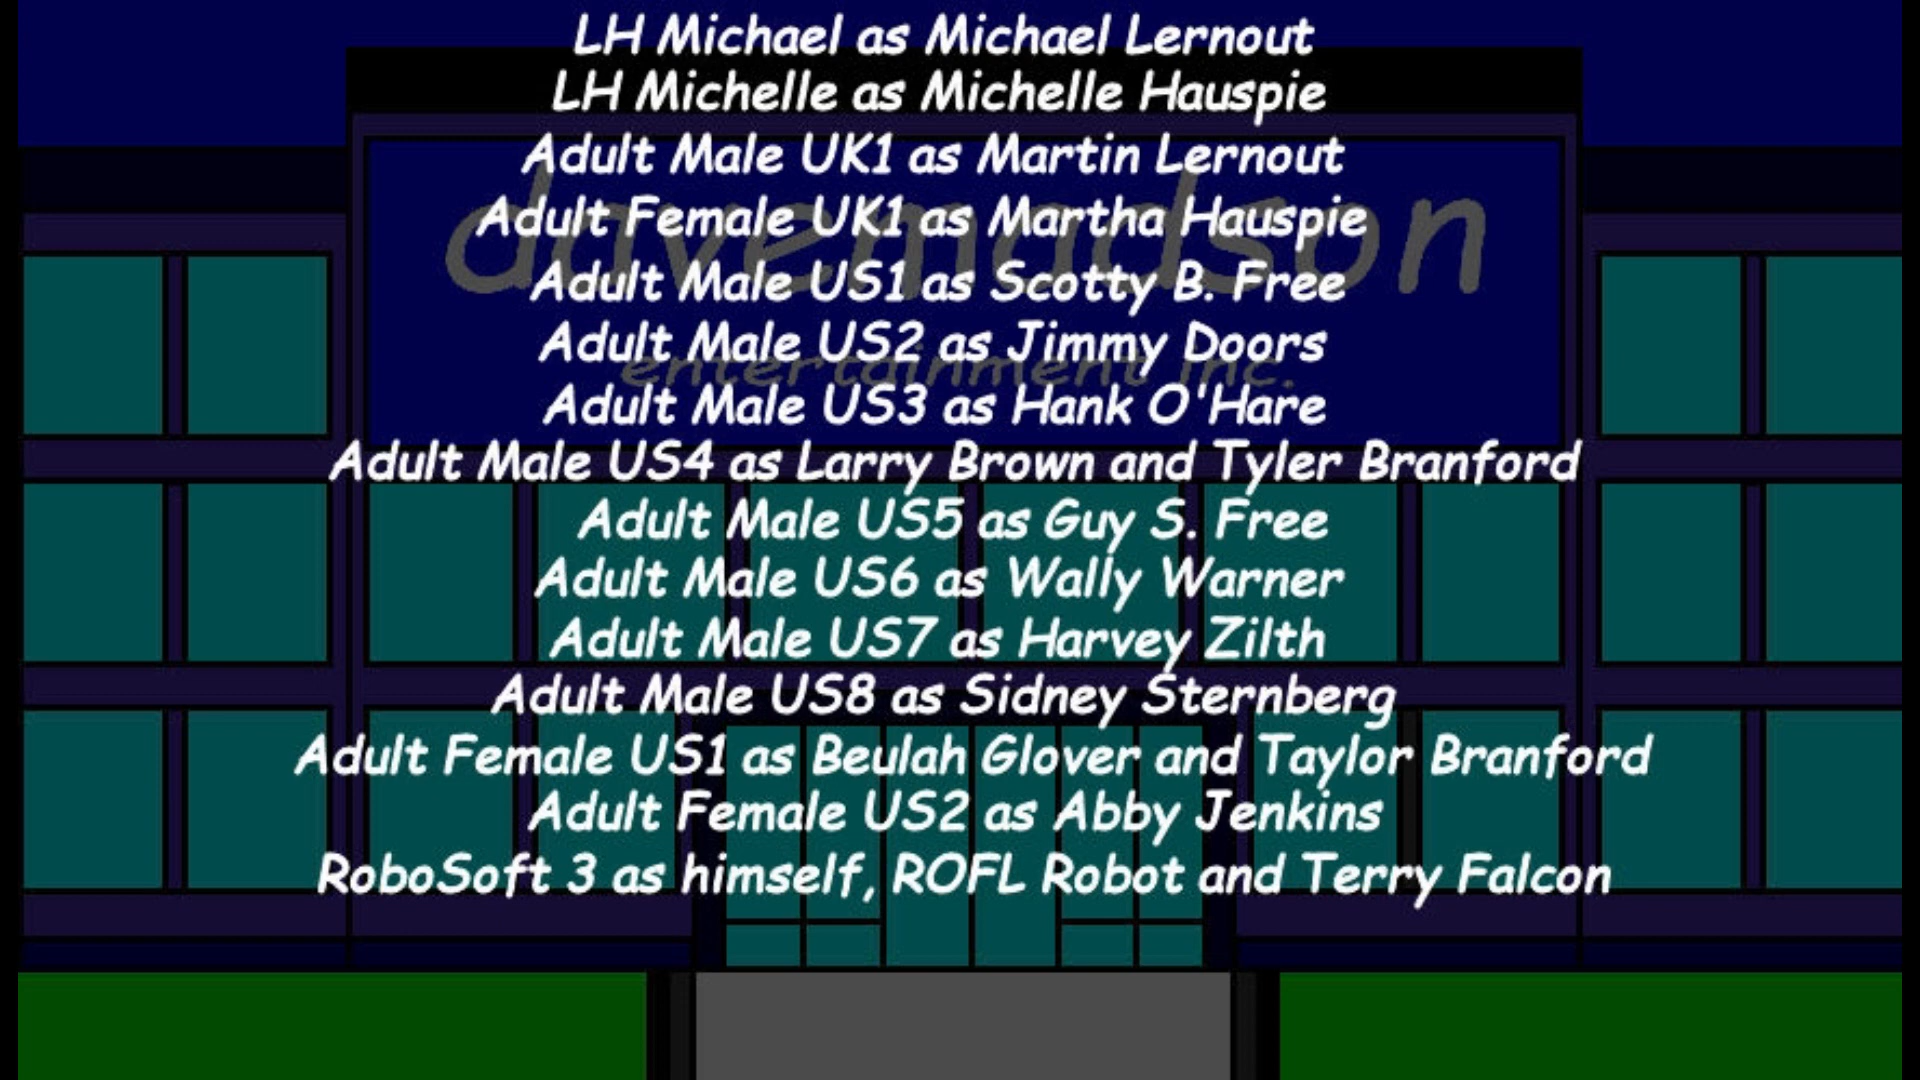 LH Michael as Michael Lernout
LH Michelle as Michelle Hauspie
Adult Male UK1 as Martin Lernout
Adult Female UK1 as Martha Hauspie
davemadson
Adult Male US1 as Scotty B. Free
Adult Male US2 as Jimmy Doors
entertainment inc.
Adult Male US3 as Hank O'Hare
Adult Male US4 as Larry Brown and Tyler Branford
Adult Male US5 as Guy S. Free
Adult Male US6 as Wally Warner
Adult Male US7 as Harvey Zilth
Adult Male US8 as Sidney Sternberg
Adult Female US1 as Beulah Glover and Taylor Branford
Adult Female US2 as Abby Jenkins
RoboSoft 3 as himself, ROFL Robot and Terry Falcon